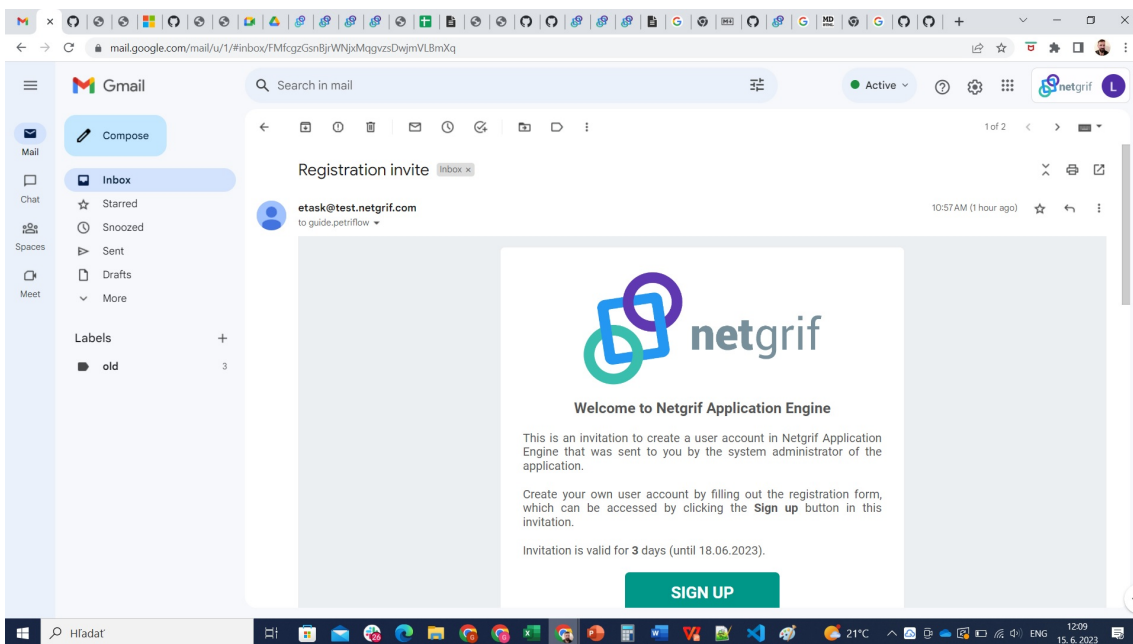 mail.google.com/mail/u/1/#inbox/FMfcgzGsnBjrWNjxMqgvzsDwjmVLBmXq
Gmail
Search in mail
Active
netgrif
L
Mail
Compose
1 of 2
Chat
Inbox
Registration invite
Inbox ×
Starred
etask@test.netgrif.com
10:57 AM (1 hour ago)
to guide.petriflow
Snoozed
Spaces
Sent
Drafts
Meet
More
Labels
old
3
netgrif
Welcome to Netgrif Application Engine
This is an invitation to create a user account in Netgrif Application
Engine that was sent to you by the system administrator of the
application.
Create your own user account by filling out the registration form,
which can be accessed by clicking the Sign up button in this
invitation.
Invitation is valid for 3 days (until 18.06.2023).
SIGN UP
Hľadať
21°C
ENG
12:09
15. 6. 2023